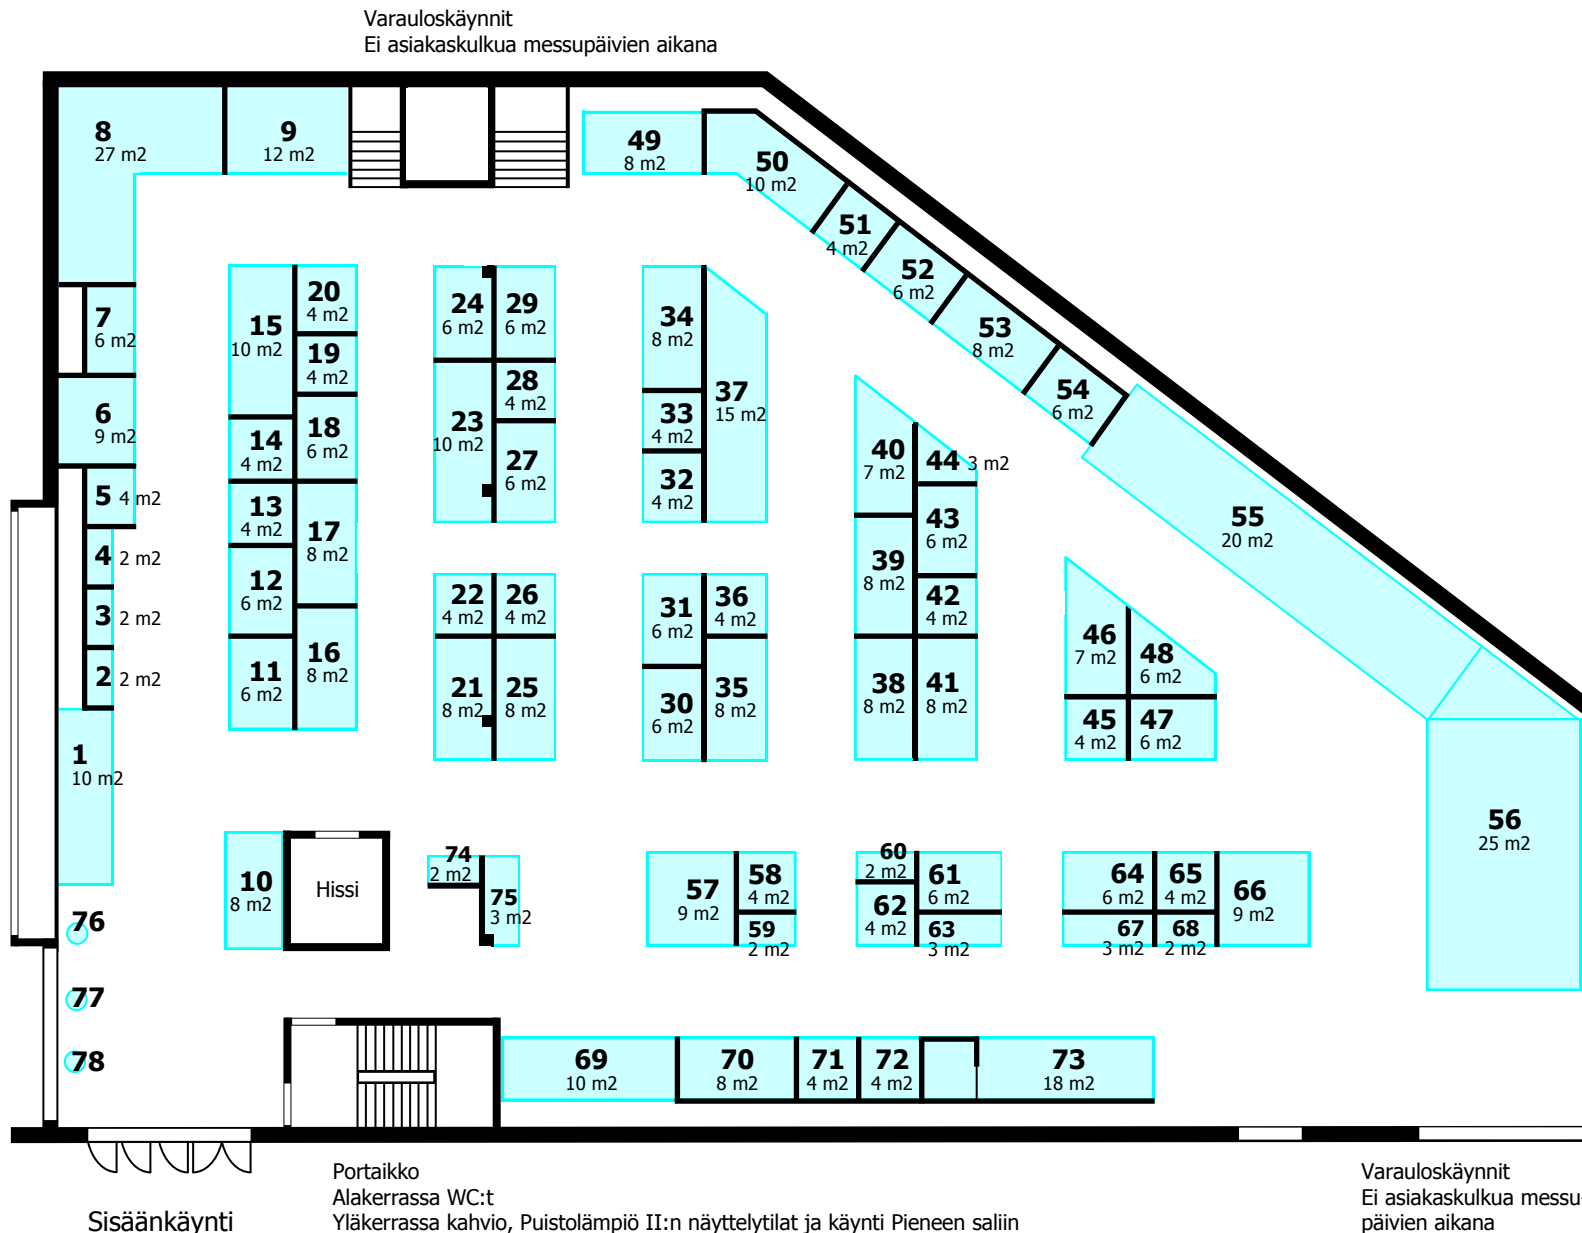 Varauloskäynnit
Ei asiakaskulkua messupäivien aikana
8
27 m2
9
12 m2
49
8 m2
50
10 m2
51
4 m2
52
6 m2
53
8 m2
54
6 m2
55
20 m2
56
25 m2
7
6 m2
6
9 m2
5 4 m2
4 2 m2
3 2 m2
2 2 m2
1
10 m2
15
10 m2
14
4 m2
13
4 m2
12
6 m2
11
6 m2
20
4 m2
19
4 m2
18
6 m2
17
8 m2
16
8 m2
24
6 m2
23
10 m2
29
6 m2
28
4 m2
27
6 m2
22
4 m2
21
8 m2
26
4 m2
25
8 m2
34
8 m2
33
4 m2
32
4 m2
37
15 m2
31
6 m2
30
6 m2
36
4 m2
35
8 m2
40
7 m2
39
8 m2
38
8 m2
44 3 m2
43
6 m2
42
4 m2
41
8 m2
46
7 m2
45
4 m2
48
6 m2
47
6 m2
10
8 m2
Hissi
74
2 m2
75
3 m2
57
9 m2
58
4 m2
59
2 m2
60
2 m2
62
4 m2
61
6 m2
63
3 m2
64
6 m2
65
4 m2
66
9 m2
67
3 m2
68
2 m2
76
77
78
69
10 m2
70
8 m2
71
4 m2
72
4 m2
73
18 m2
Sisäänkäynti
Portaikko
Alakerrassa WC:t
Yläkerrassa kahvio, Puistolämpiö II:n näyttelytilat ja käynti Pieneen saliin
Varauloskäynnit
Ei asiakaskulkua messu-
päivien aikana